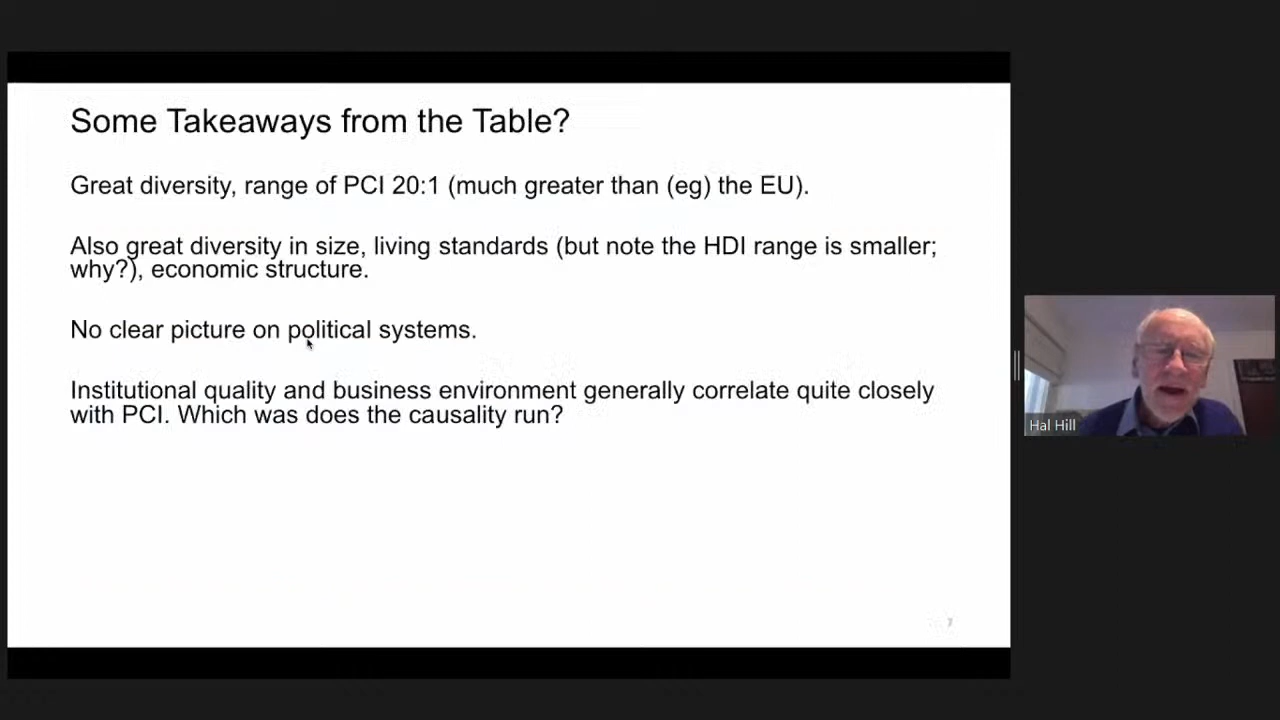 Some Takeaways from the Table?
Great diversity, range of PCI 20:1 (much greater than (eg) the EU).
Also great diversity in size, living standards (but note the HDI range is smaller;
why?), economic structure.
No clear picture on political systems.
Institutional quality and business environment generally correlate quite closely
with PCI. Which was does the causality run?
7
Hal Hill